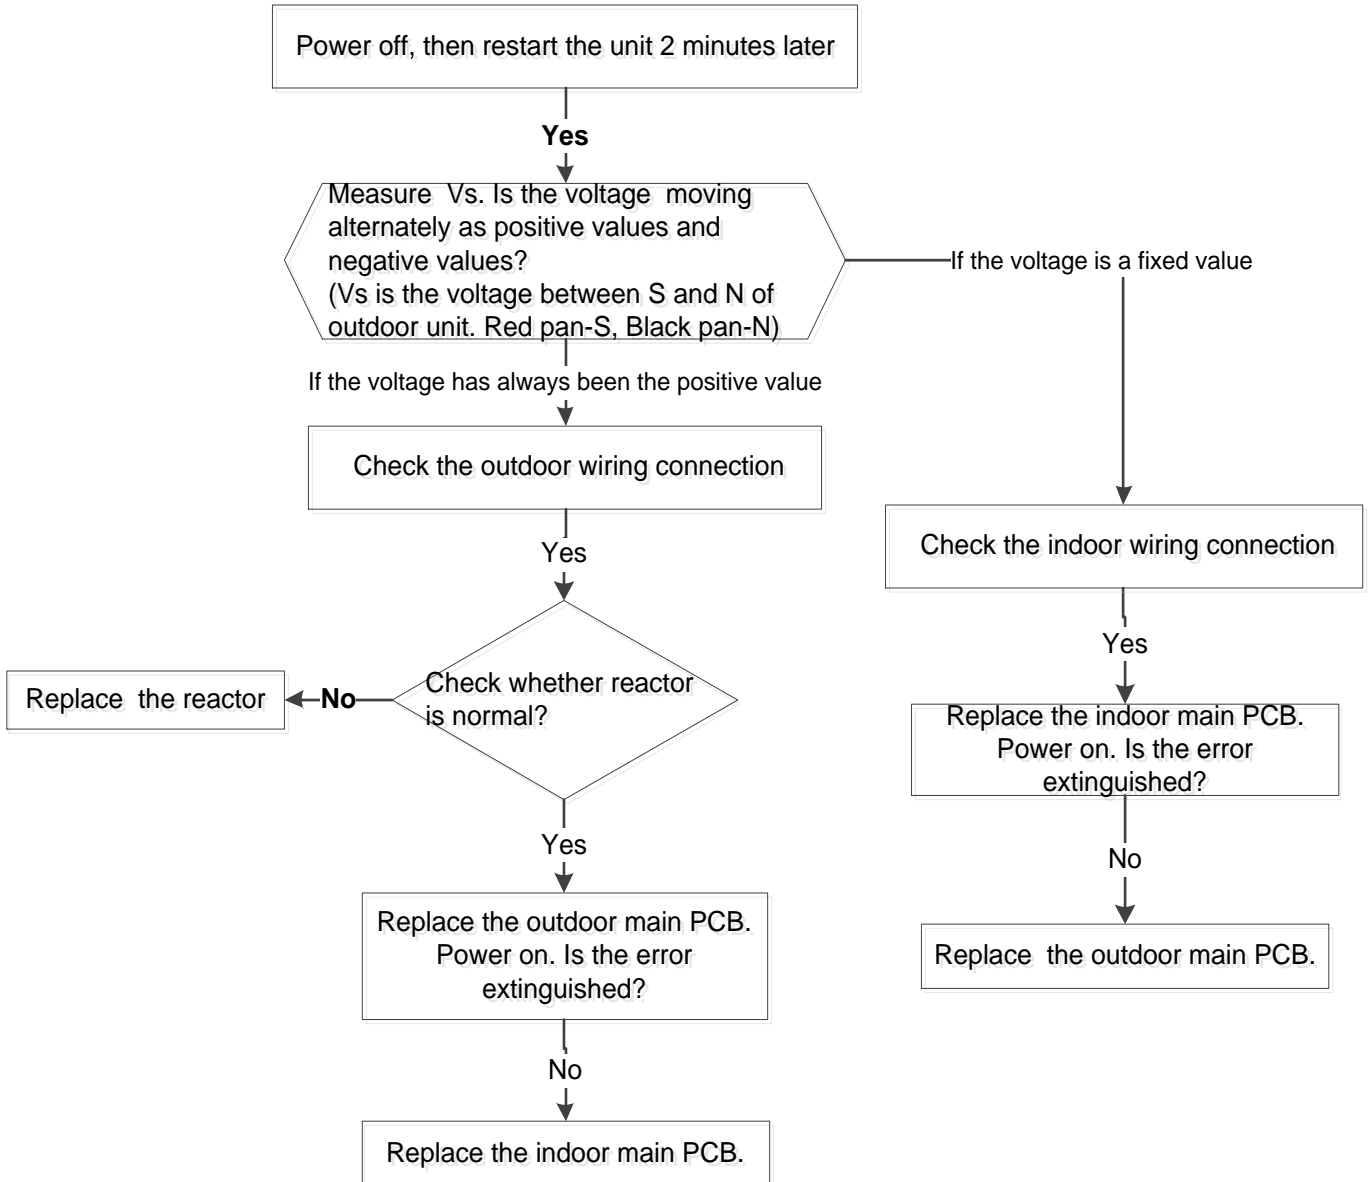 Power off, then restart the unit 2 minutes later
Yes
Measure Vs. Is the voltage moving
alternately as positive values and
negative values?
(Vs is the voltage between S and N of
outdoor unit. Red pan-S, Black pan-N)
If the voltage is a fixed value
If the voltage has always been the positive value
Check the outdoor wiring connection
Yes
Check whether reactor
is normal?
No
Replace the reactor
Yes
Replace the outdoor main PCB.
Power on. Is the error
extinguished?
No
Replace the indoor main PCB.
Check the indoor wiring connection
Yes
Replace the indoor main PCB.
Power on. Is the error
extinguished?
No
Replace the outdoor main PCB.